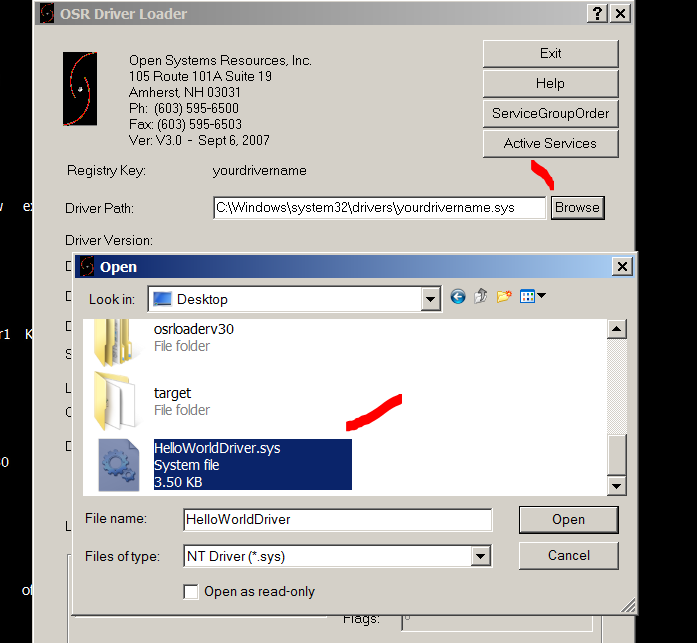 OSR Driver Loader
Open Systems Resources, Inc.
105 Route 101A Suite 19
Amherst, NH 03031
Ph: (603) 595-6500
Fax: (603) 595-6503
Ver: V3.0 - Sept 6, 2007
Exit
Help
ServiceGroupOrder
Active Services
Registry Key: yourdrivername
Driver Path: C:\Windows\system32\drivers\yourdrivername.sys Browse
Driver Version:
Open
Look in: Desktop
osrloaderv30
File folder
target
File folder
HelloWorldDriver.sys
System file
3.50 KB
File name: HelloWorldDriver Open
Files of type: NT Driver (*.sys) Cancel
Open as read-only
Flags: 0